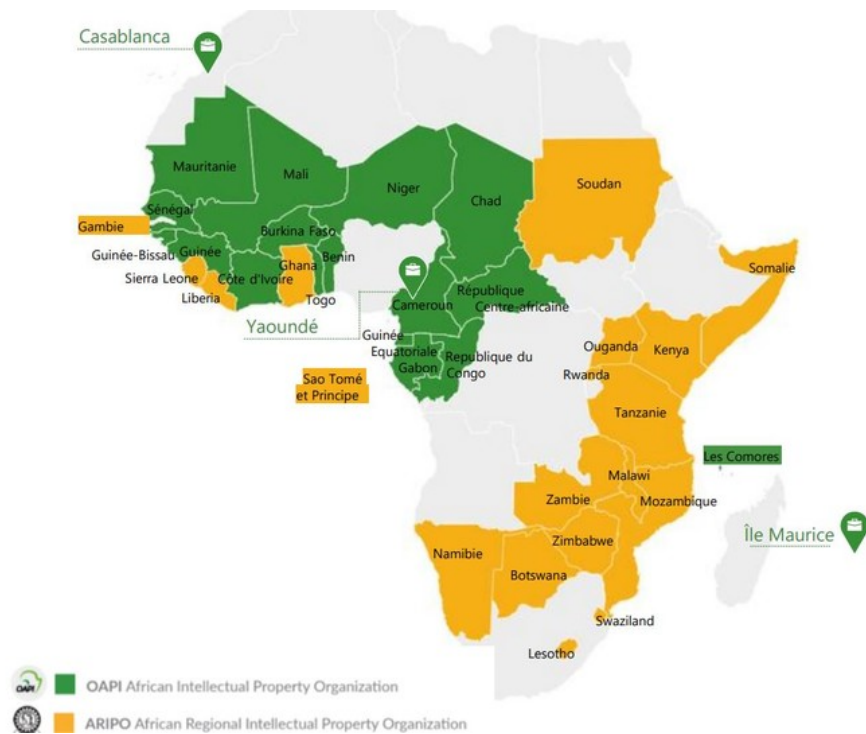 Casablanca
Mauritanie
Mali
Niger
Chad
Soudan
Sénégal
Gambie
Burkina Faso
Guinée-Bissau
Guinée
Benin
Ghana
Sierra Leone
Côte d'Ivoire
Somalie
République
Centre-africaine
Liberia
Togo
Cameroun
Yaoundé
Guinée
Equatoriale
Ouganda
Kenya
Gabon
Republique du
Congo
Rwanda
Sao Tomé
et Principe
Tanzanie
Les Comores
Malawi
Zambie
Mozambique
Île Maurice
Zimbabwe
Namibie
Botswana
Swaziland
Lesotho
OAPI
OAPI African Intellectual Property Organization
ARIPO African Regional Intellectual Property Organization